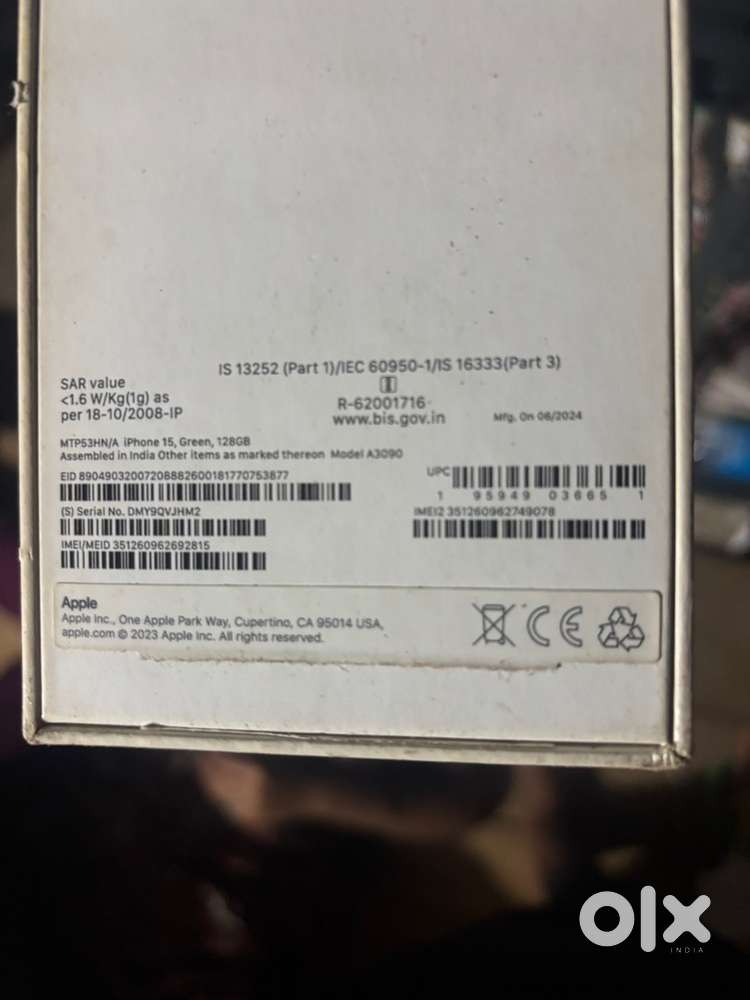 IS 13252 (Part 1)/IEC 60950-1/IS 16333(Part 3)
SAR value
<1.6 W/Kg(1g) as
per 18-10/2008-IP
R-62001716
www.bis.gov.in
Mfg. On 06/2024
MTP53HN/A iPhone 15, Green, 128GB
Assembled in India Other items as marked thereon Model A3090
EID 89049032007208882600181770753877
UPC
1 95949 03665 1
(S) Serial No. DMY9QVJHM2
IMEI2 351260962749078
IMEI/MEID 351260962692815
Apple
Apple Inc., One Apple Park Way, Cupertino, CA 95014 USA,
apple.com © 2023 Apple Inc. All rights reserved.
CE
olx
INDIA